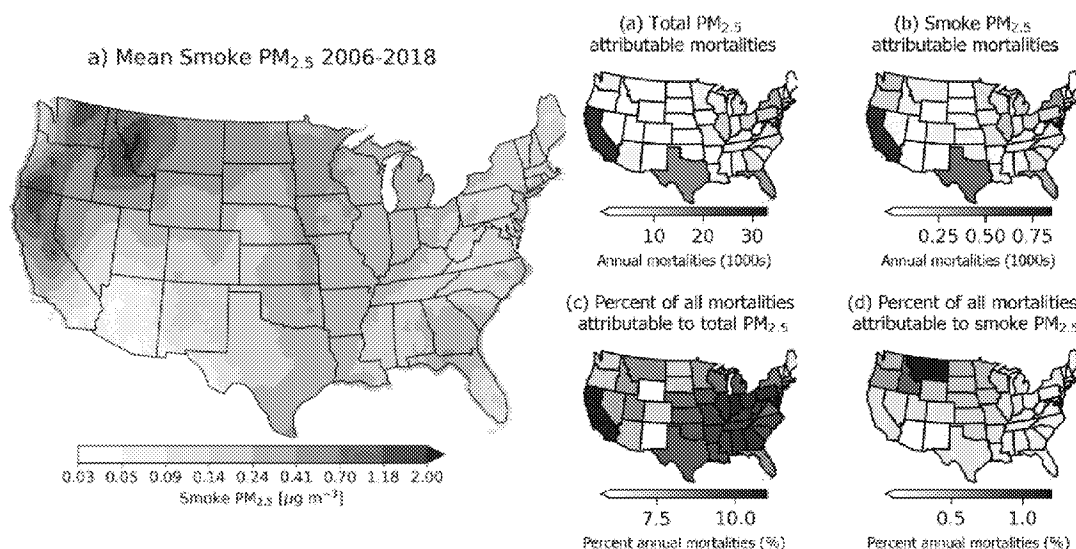 a) Mean Smoke PM2.5 2006-2018
0.03 0.05 0.09 0.14 0.24 0.41 0.70 1.18 2.00
Smoke PM2.5 [µg m−3]
(a) Total PM2.5
attributable mortalities
10 20 30
Annual mortalities (1000s)
(b) Smoke PM2.5
attributable mortalities
0.25 0.50 0.75
Annual mortalities (1000s)
(c) Percent of all mortalities
attributable to total PM2.5
7.5 10.0
Percent annual mortalities (%)
(d) Percent of all mortalities
attributable to smoke PM2.5
0.5 1.0
Percent annual mortalities (%)